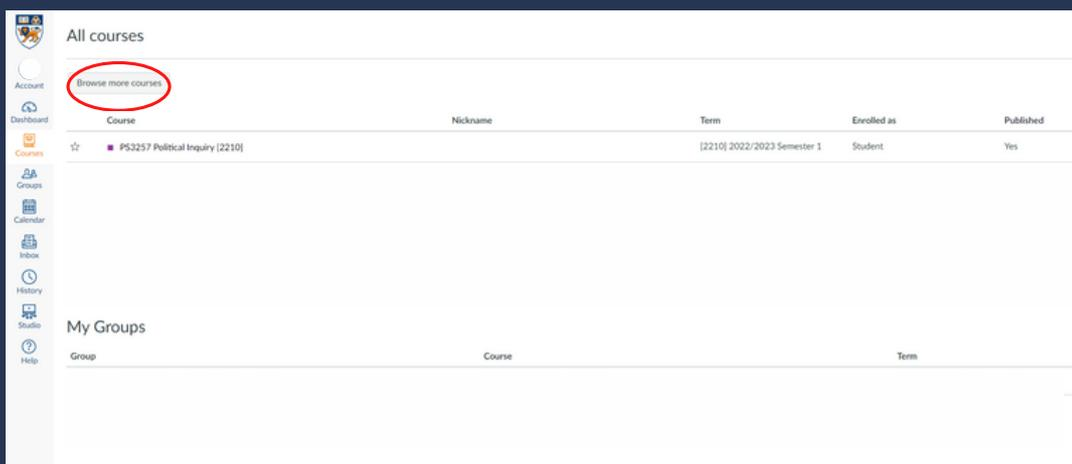 All courses
Account
Browse more courses
Dashboard
Course Nickname Term Enrolled as Published
Courses
PS3257 Political Inquiry [2210] [2210] 2022/2023 Semester 1 Student Yes
Groups
Calendar
Inbox
History
Studio
My Groups
Help
Group Course Term